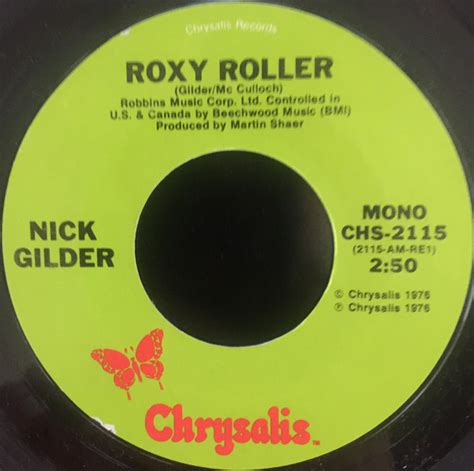 Chrysalis Records
ROXY ROLLER
(Gilder/Mc Culloch)
Robbins Music Corp. Ltd. Controlled in
U.S. & Canada by Beechwood Music (BMI)
Produced by Martin Shaer
NICK
GILDER
MONO
CHS-2115
(2115-AM-RE1)
2:50
© Chrysalis 1976
℗ Chrysalis 1976
Chrysalis™